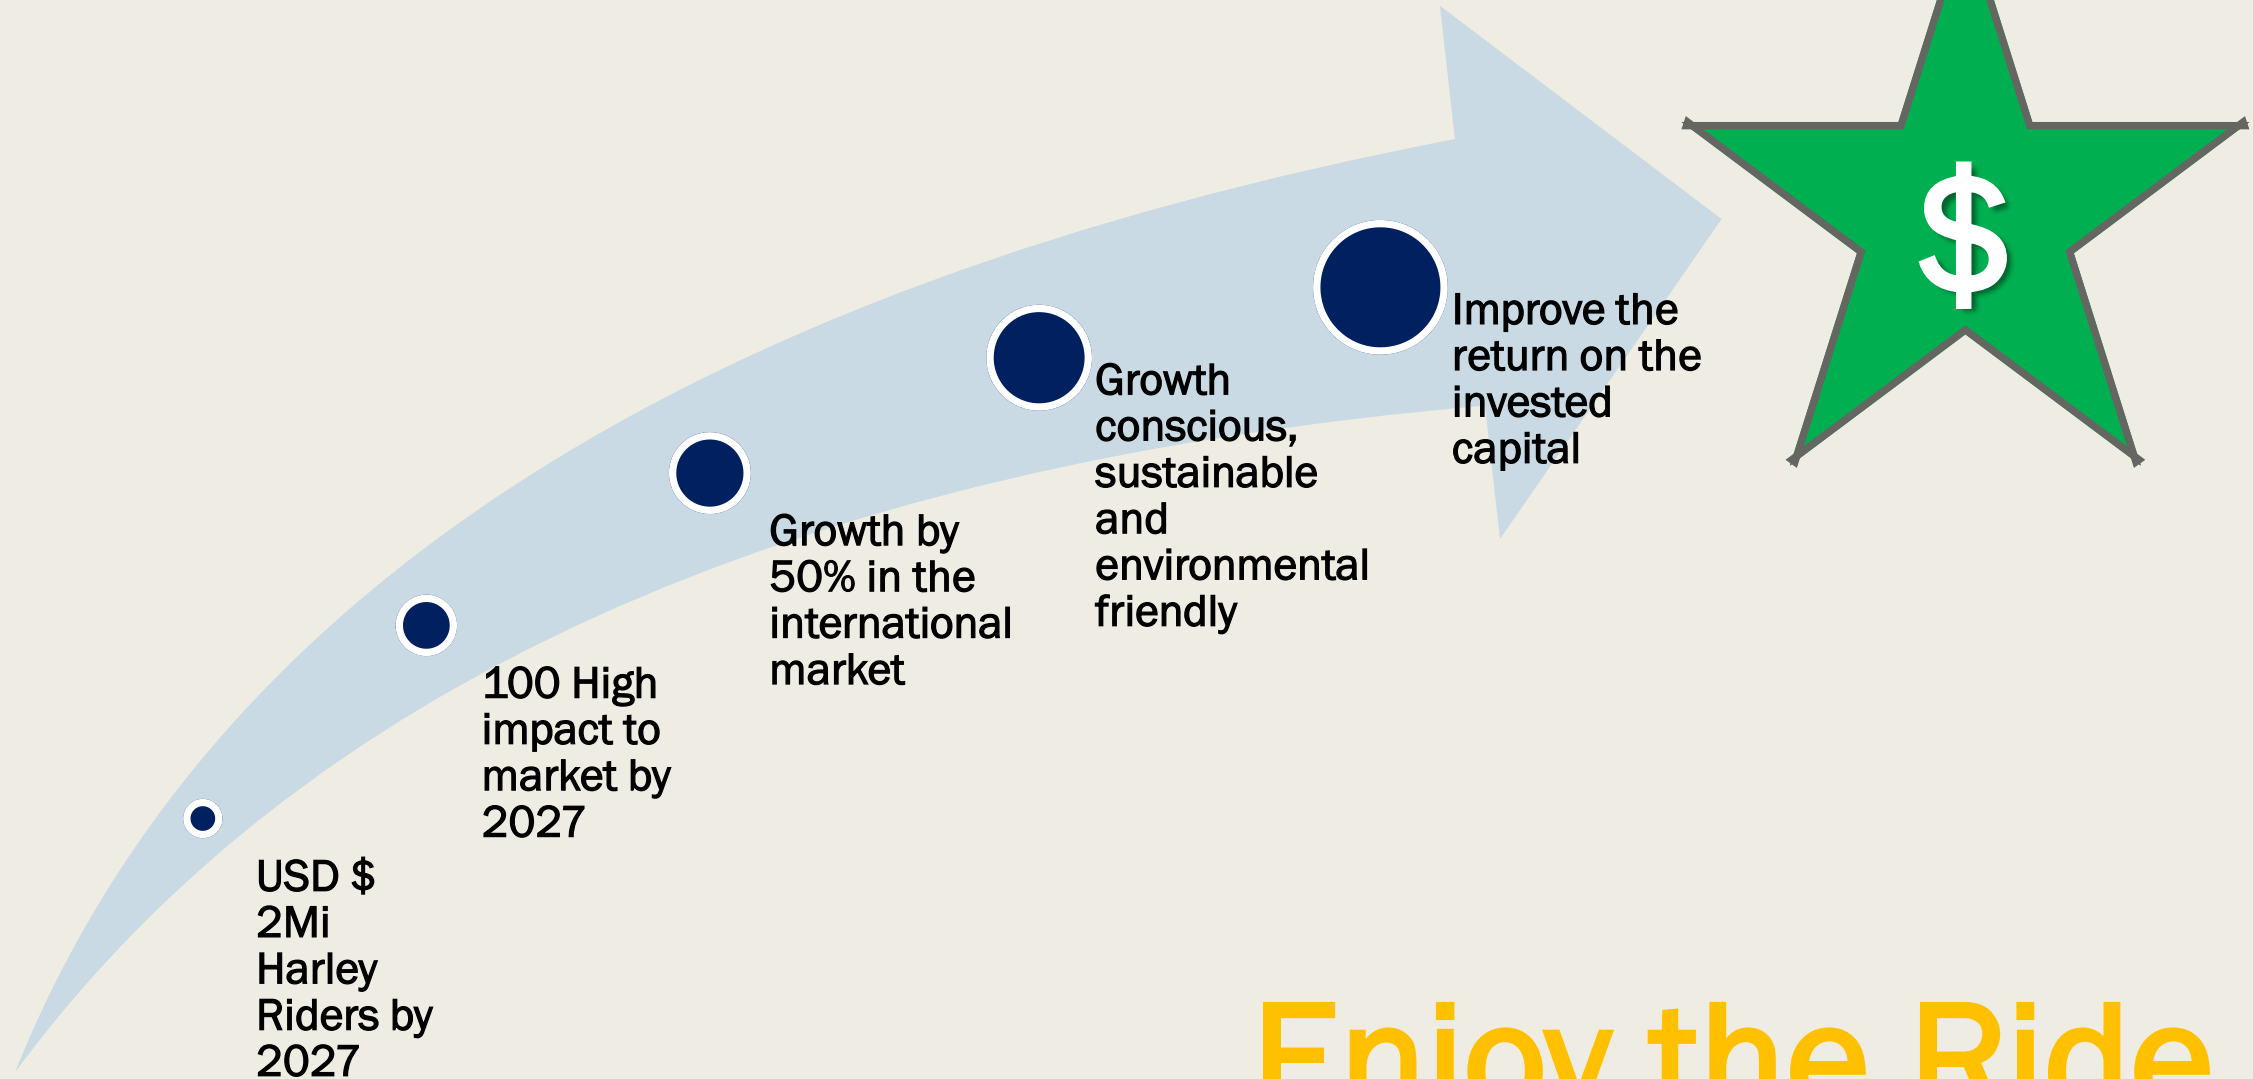 $
Improve the
return on the
invested
capital
Growth
conscious,
sustainable
and
environmental
friendly
Growth by
50% in the
international
market
100 High
impact to
market by
2027
USD $
2Mi
Harley
Riders by
2027
Enjoy the Ride